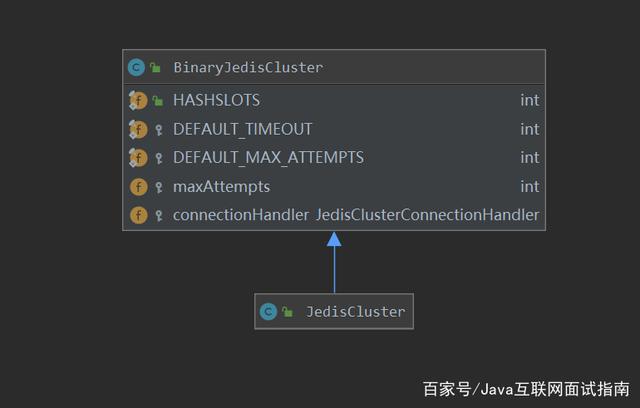 BinaryJedisCluster
HASHSLOTS int
DEFAULT_TIMEOUT int
DEFAULT_MAX_ATTEMPTS int
maxAttempts int
connectionHandler JedisClusterConnectionHandler
JedisCluster
百家号/Java互联网面试指南